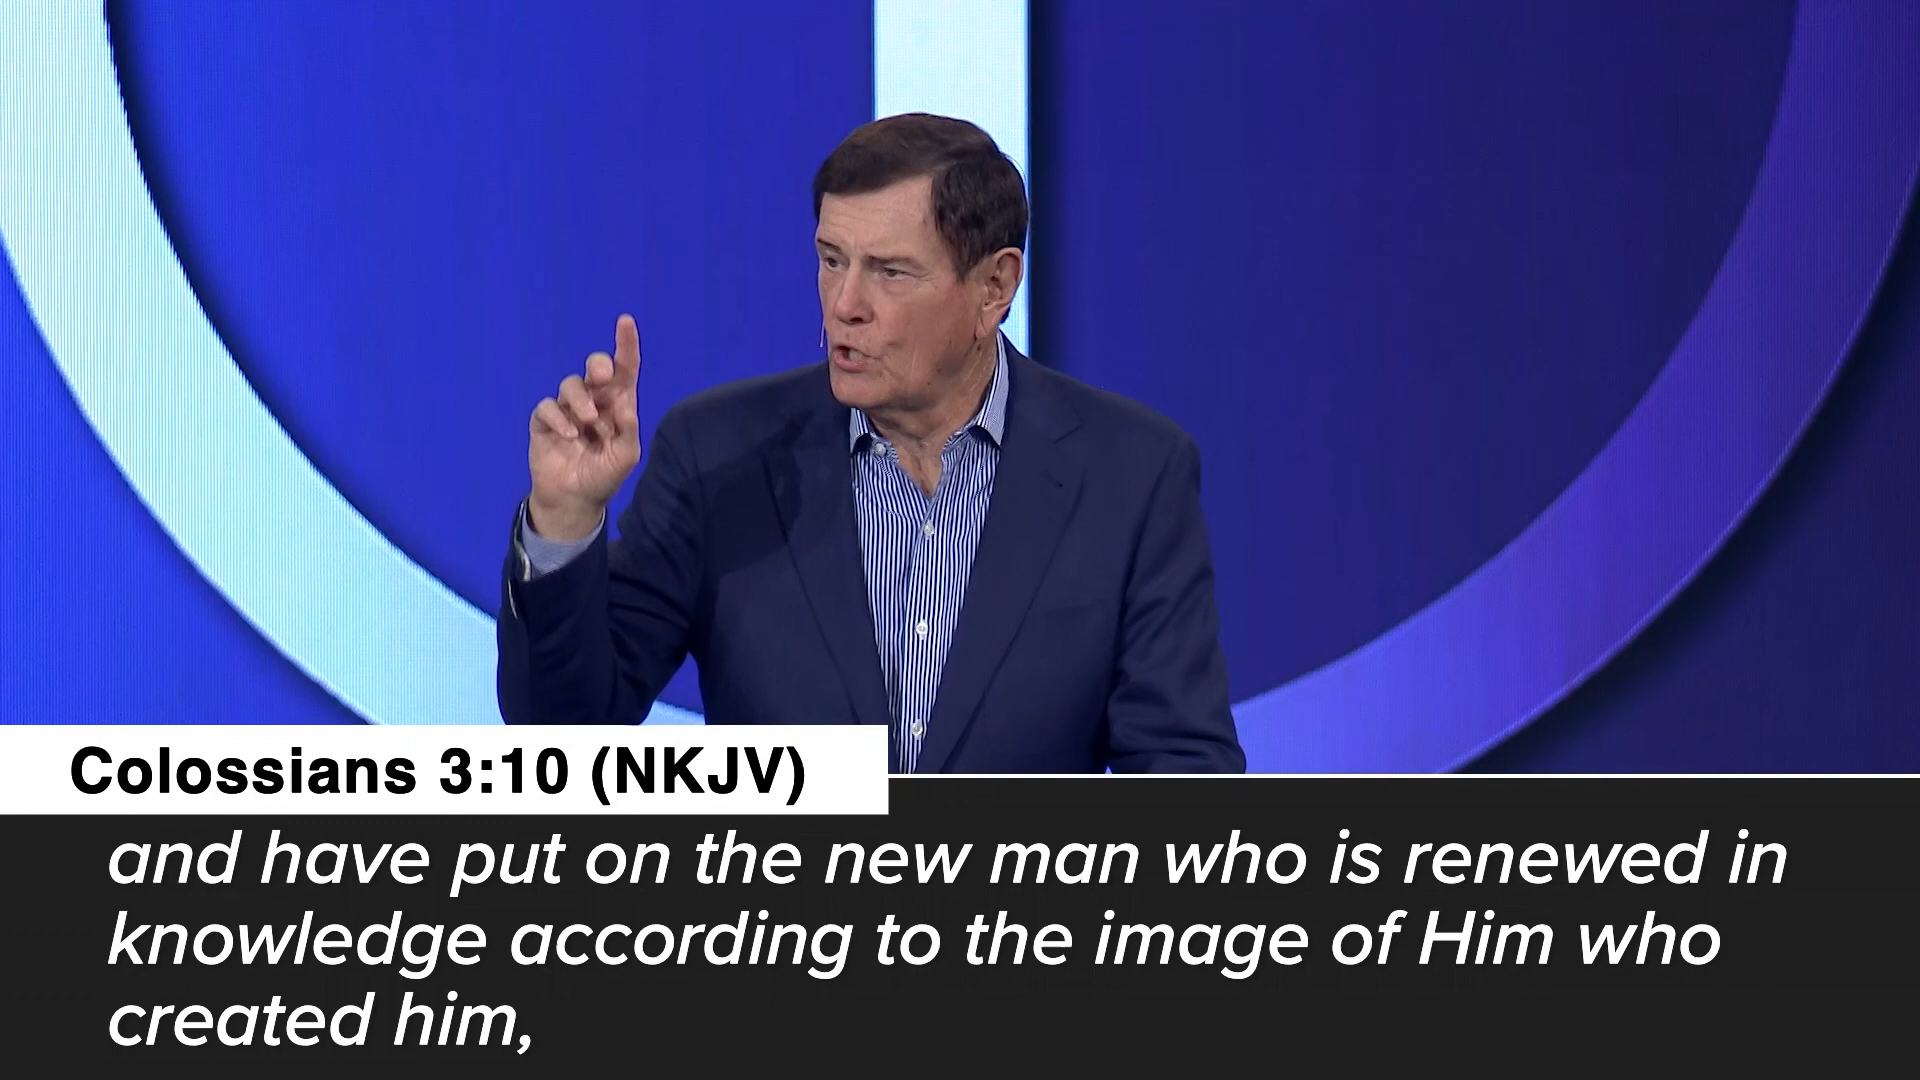 Colossians 3:10 (NKJV)
and have put on the new man who is renewed in
knowledge according to the image of Him who
created him,